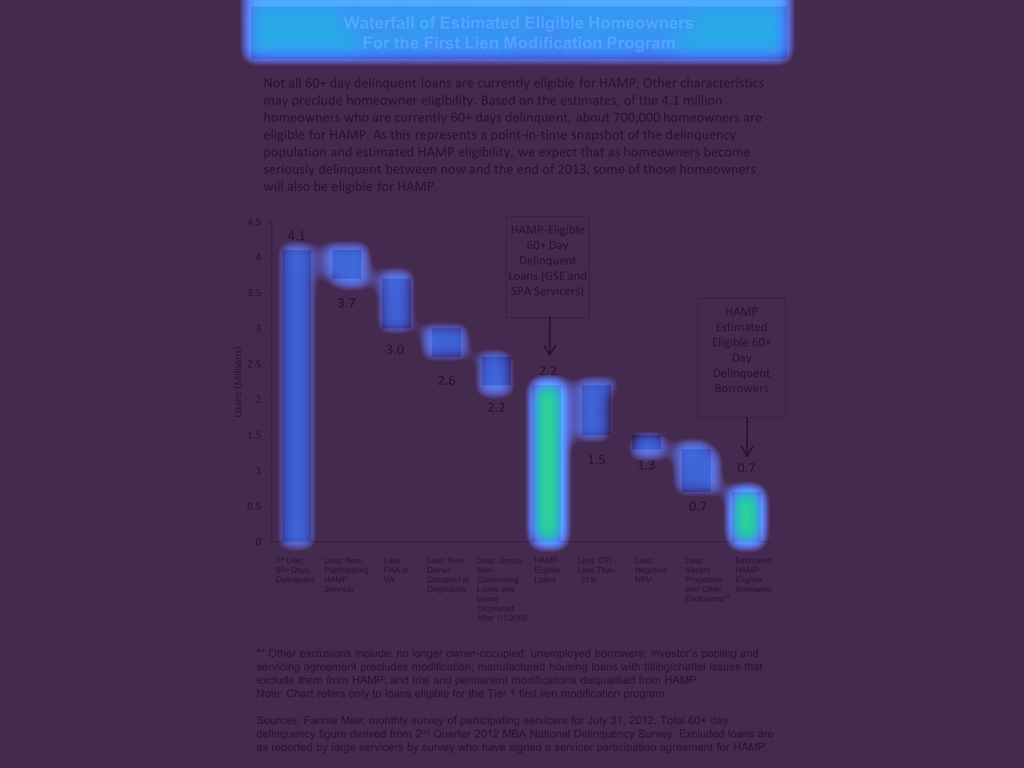 Waterfall of Estimated Eligible Homeowners
For the First Lien Modification Program
Not all 60+ day delinquent loans are currently eligible for HAMP. Other characteristics
may preclude homeowner eligibility. Based on the estimates, of the 4.1 million
homeowners who are currently 60+ days delinquent, about 700,000 homeowners are
eligible for HAMP. As this represents a point-in-time snapshot of the delinquency
population and estimated HAMP eligibility, we expect that as homeowners become
seriously delinquent between now and the end of 2013, some of those homeowners
will also be eligible for HAMP.
Loans (Millions)
4.5
4
3.5
3
2.5
2
1.5
1
0.5
0
4.1
3.7
3.0
2.6
2.2
2.2
1.5
1.3
0.7
0.7
HAMP-Eligible
60+ Day
Delinquent
Loans (GSE and
SPA Servicers)
HAMP
Estimated
Eligible 60+
Day
Delinquent
Borrowers
1st Lien,
60+ Days
Delinquent
Less: Non-
Participating
HAMP
Servicer
Less:
FHA or
VA
Less: Non-
Owner-
Occupied at
Origination
Less: Jumbo
Non-
Conforming
Loans and
Loans
Originated
After 1/1/2009
HAMP-
Eligible
Loans
Less: DTI
Less Than
31%
Less:
Negative
NPV
Less:
Vacant
Properties
And Other
Exclusions**
Estimated
HAMP-
Eligible
Borrowers
** Other exclusions include: no longer owner-occupied; unemployed borrowers; investor's pooling and
servicing agreement precludes modification; manufactured housing loans with titling/chattel issues that
exclude them from HAMP; and trial and permanent modifications disqualified from HAMP.
Note: Chart refers only to loans eligible for the Tier 1 first lien modification program.
Sources: Fannie Mae; monthly survey of participating servicers for July 31, 2012. Total 60+ day
delinquency figure derived from 2nd Quarter 2012 MBA National Delinquency Survey. Excluded loans are
as reported by large servicers by survey who have signed a servicer participation agreement for HAMP.